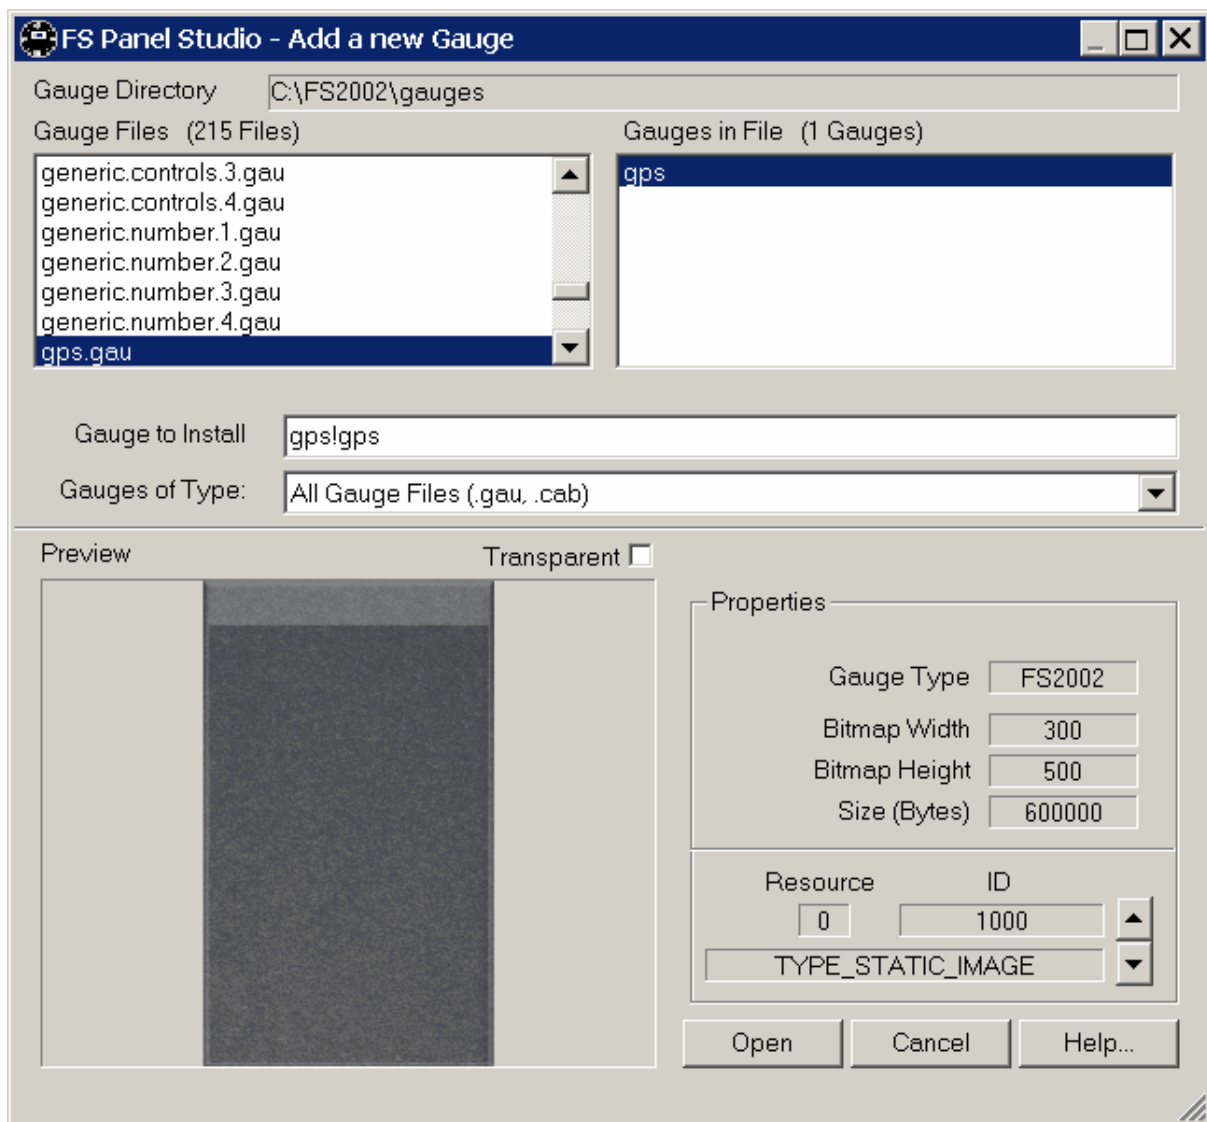 FS Panel Studio - Add a new Gauge
Gauge Directory C:\FS2002\gauges
Gauge Files (215 Files)
generic.controls.3.gau
generic.controls.4.gau
generic.number.1.gau
generic.number.2.gau
generic.number.3.gau
generic.number.4.gau
gps.gau
Gauges in File (1 Gauges)
gps
Gauge to Install gps!gps
Gauges of Type: All Gauge Files (.gau, .cab)
Preview Transparent
Properties
Gauge Type FS2002
Bitmap Width 300
Bitmap Height 500
Size (Bytes) 600000
Resource ID
0 1000
TYPE_STATIC_IMAGE
Open Cancel Help...